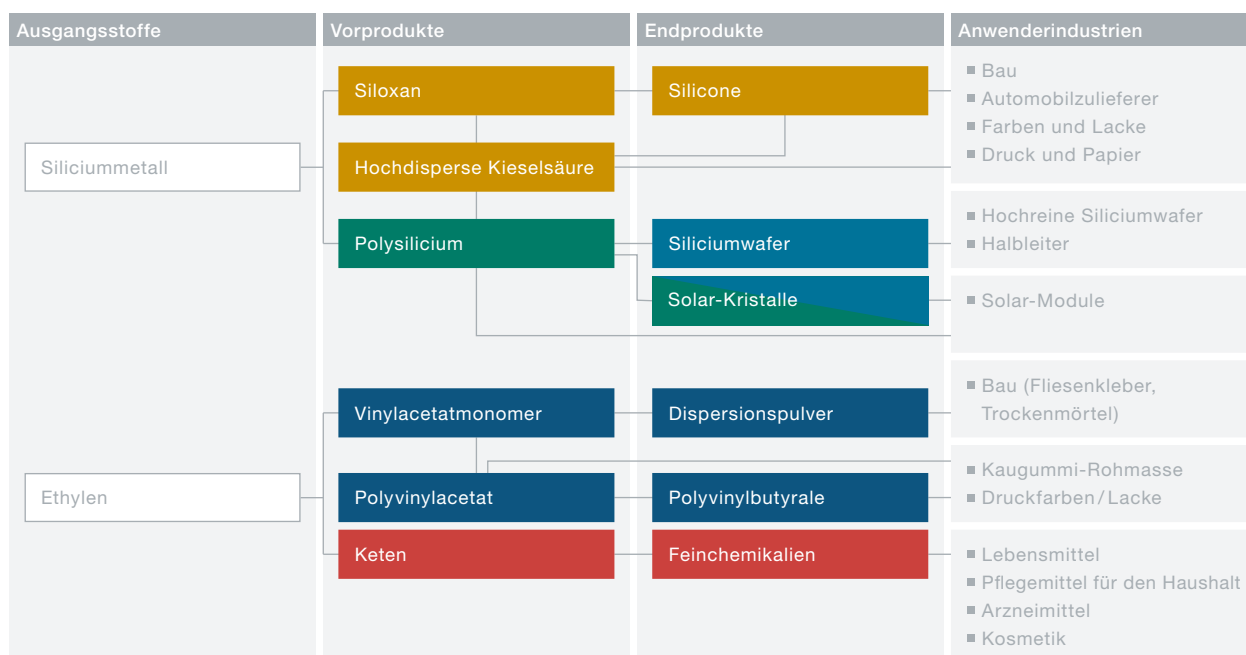 Ausgangsstoffe
Vorprodukte
Endprodukte
Anwenderindustrien
Siliciummetall
Siloxan
Silicone
Hochdisperse Kieselsäure
Bau
Automobilzulieferer
Farben und Lacke
Druck und Papier
Polysilicium
Siliciumwafer
Hochreine Siliciumwafer
Halbleiter
Solar-Kristalle
Solar-Module
Ethylen
Vinylacetatmonomer
Dispersionspulver
Bau (Fliesenkleber,
Trockenmörtel)
Polyvinylacetat
Polyvinylbutyrale
Kaugummi-Rohmasse
Druckfarben/Lacke
Keten
Feinchemikalien
Lebensmittel
Pflegemittel für den Haushalt
Arzneimittel
Kosmetik